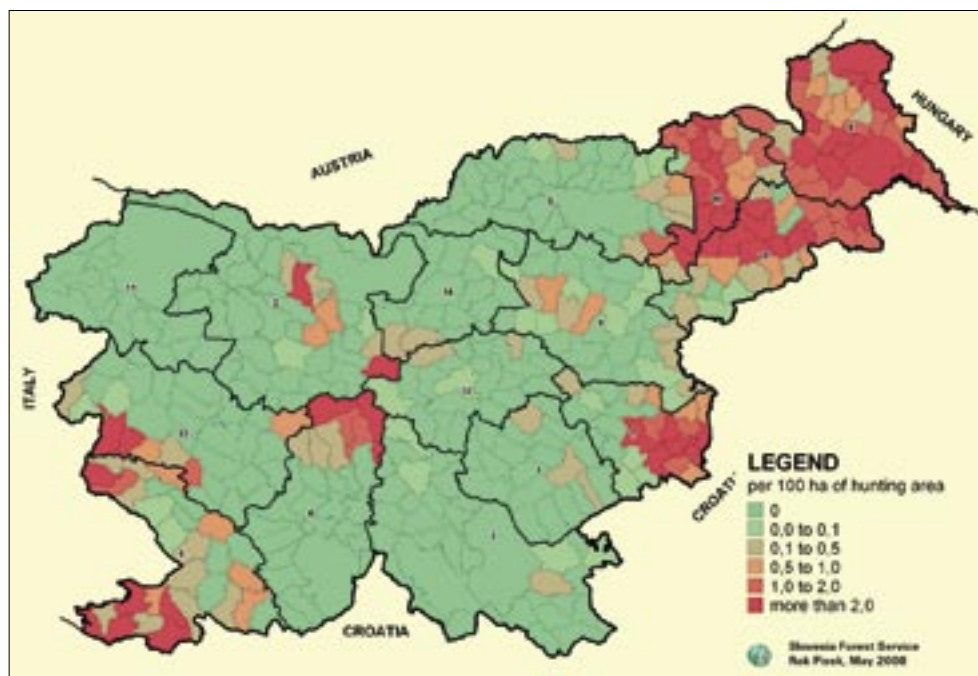 AUSTRIA
HUNGARY
ITALY
CROATI
CROATIA
LEGEND
per 100 ha of hunting area
0
0,0 to 0,1
0,1 to 0,5
0,5 to 1,0
1,0 to 2,0
more than 2,0
Slovenia Forest Service
Rok Pisek, May 2008